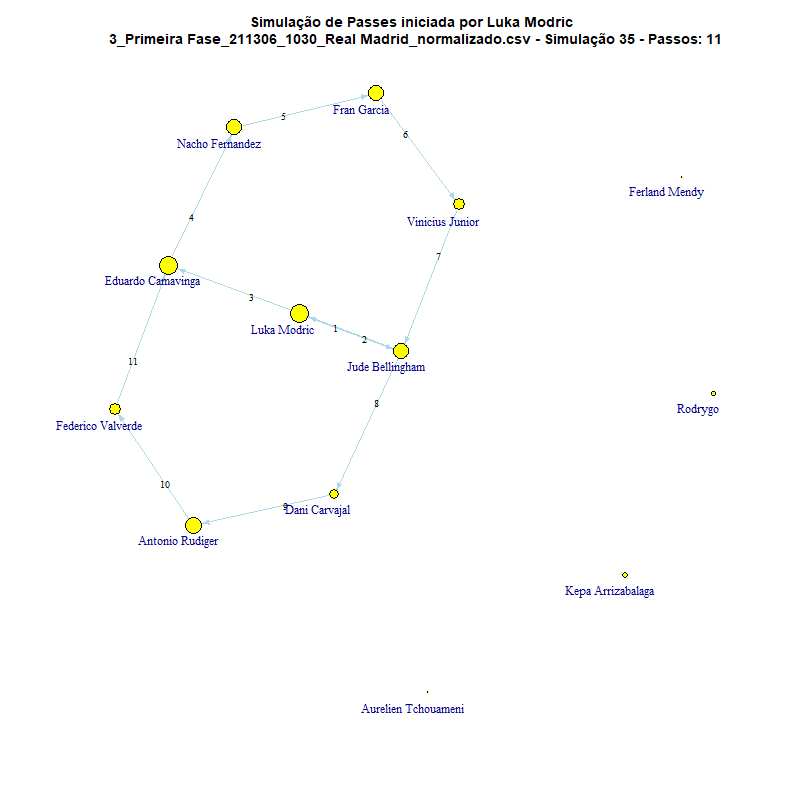 Simulação de Passes iniciada por Luka Modric
3_Primeira Fase_211306_1030_Real Madrid_normalizado.csv - Simulação 35 - Passos: 11
Fran Garcia
5
Nacho Fernandez
6
Ferland Mendy
4
Vinicius Junior
7
Eduardo Camavinga
3
Luka Modric
1
2
Jude Bellingham
11
8
Rodrygo
Federico Valverde
10
9
Dani Carvajal
Antonio Rudiger
Kepa Arrizabalaga
Aurelien Tchouameni